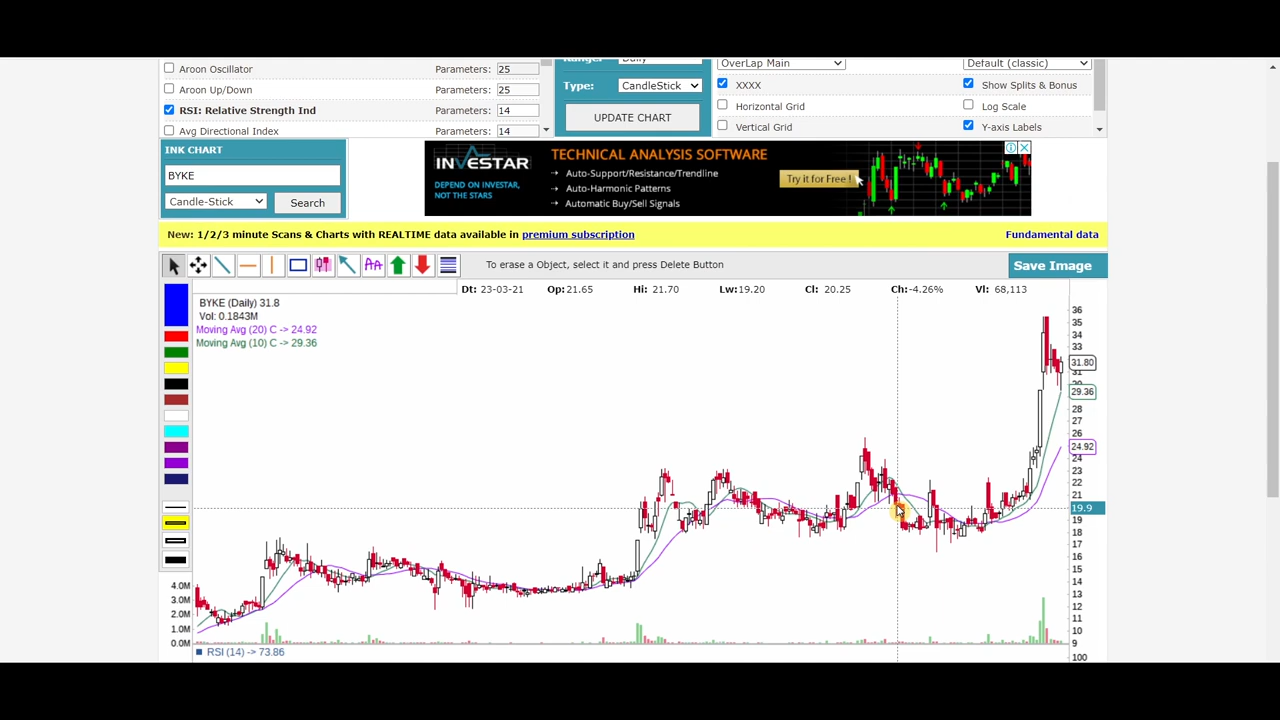 Aroon Oscillator Parameters: 25
OverLap Main Default (classic)
Type: CandleStick
XXXX Show Splits & Bonus
Aroon Up/Down Parameters: 25
Horizontal Grid Log Scale
RSI: Relative Strength Ind Parameters: 14
UPDATE CHART
Avg Directional Index Parameters: 14
Vertical Grid Y-axis Labels
INK CHART
BYKE
Candle-Stick Search
INVESTAR
DEPEND ON INVESTAR,
NOT THE STARS
TECHNICAL ANALYSIS SOFTWARE
Auto-Support/Resistance/Trendline
Auto-Harmonic Patterns
Automatic Buy/Sell Signals
Try it for Free !
New: 1/2/3 minute Scans & Charts with REALTIME data available in premium subscription Fundamental data
To erase a Object, select it and press Delete Button Save Image
Dt: 23-03-21 Op:21.65 Hi: 21.70 Lw:19.20 Cl: 20.25 Ch:-4.26% Vl: 68,113
BYKE (Daily) 31.8
Vol: 0.1843M
Moving Avg (20) C -> 24.92
Moving Avg (10) C -> 29.36
36
35
34
33
31.80
31
29.36
28
27
26
24.92
24
23
22
21
19.9
19
18
17
16
15
14
13
12
11
10
9
100
4.0M
3.0M
2.0M
1.0M
0.0M
RSI (14) -> 73.86